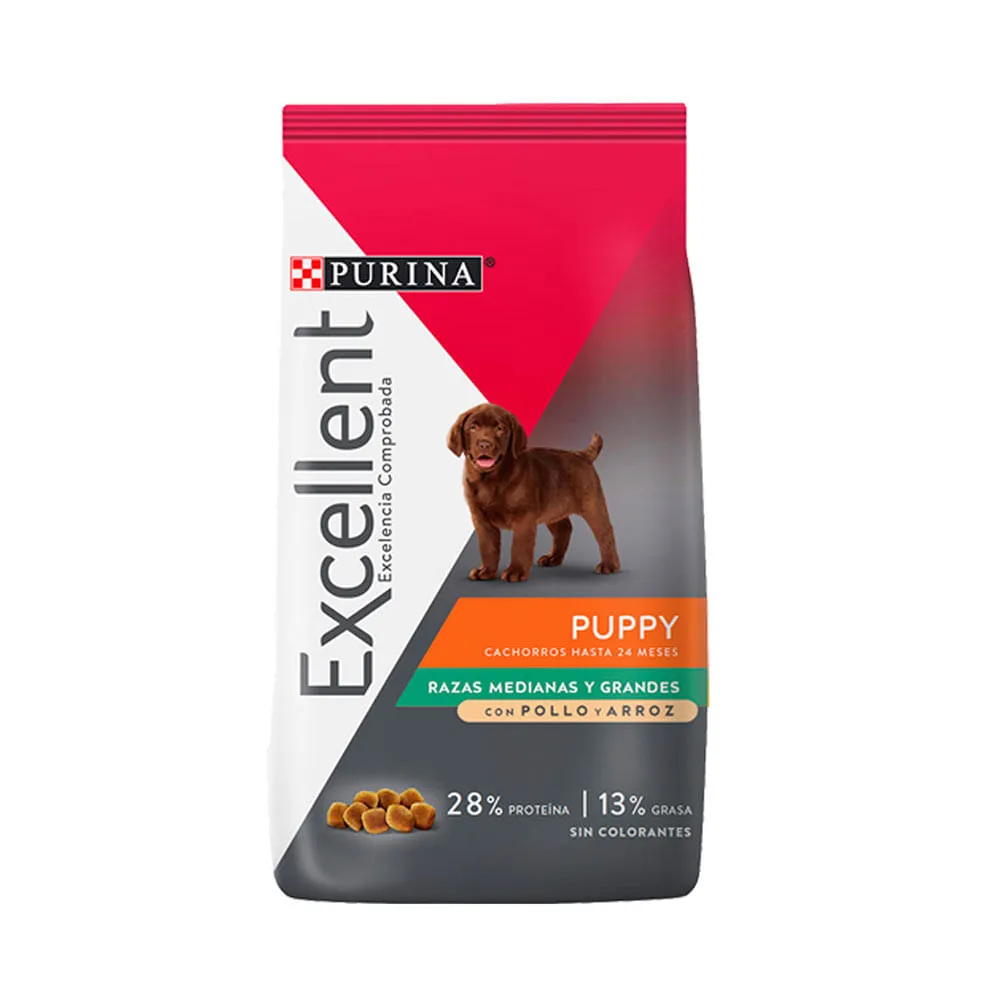 PURINA®
Excellent
Excelencia Comprobada
PUPPY
CACHORROS HASTA 24 MESES
RAZAS MEDIANAS Y GRANDES
CON POLLO Y ARROZ
28% PROTEÍNA | 13% GRASA
SIN COLORANTES